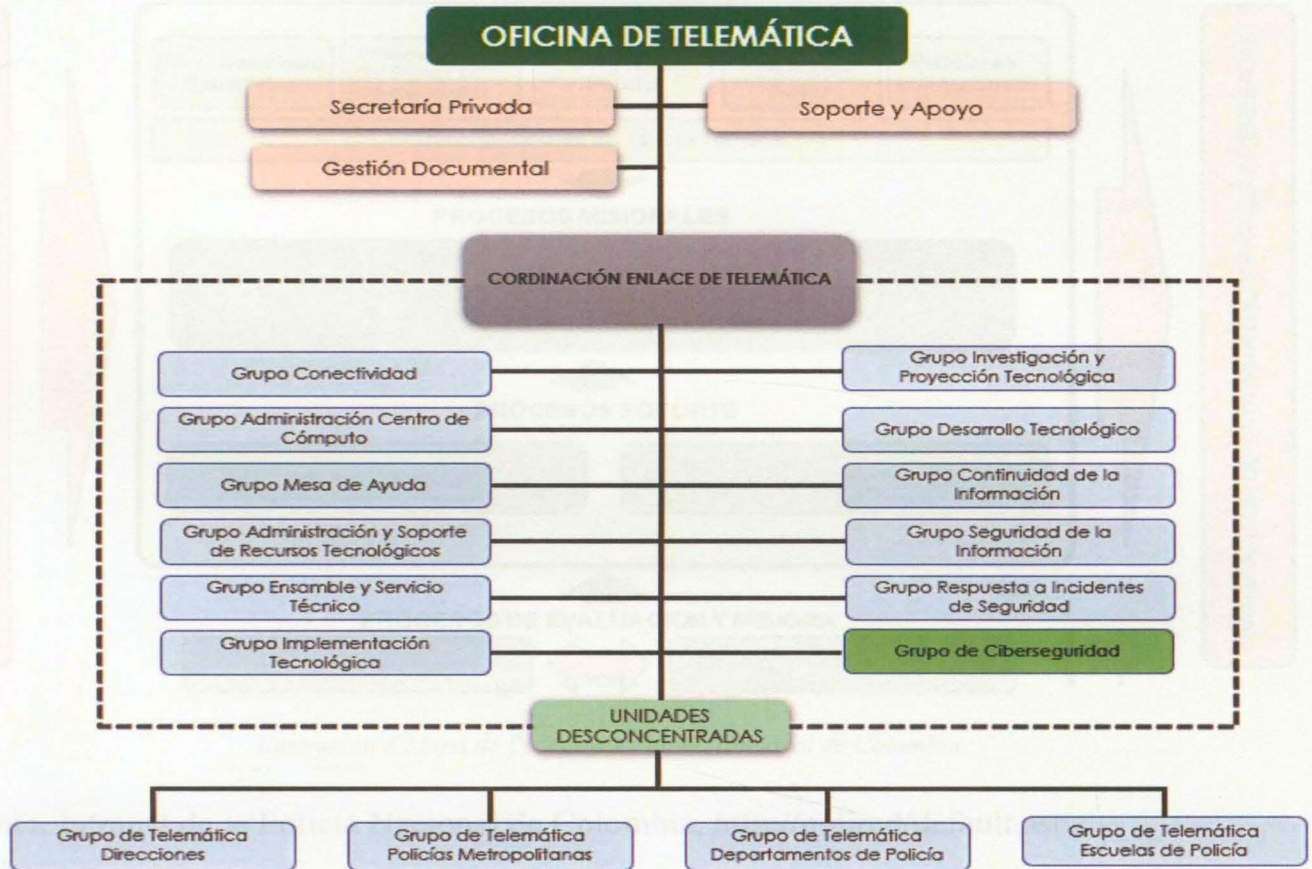 OFICINA DE TELEMÁTICA
Secretaría Privada
Soporte y Apoyo
Gestión Documental
CORDINACIÓN ENLACE DE TELEMÁTICA
Grupo Conectividad
Grupo Investigación y
Proyección Tecnológica
Grupo Administración Centro de
Cómputo
Grupo Desarrollo Tecnológico
Grupo Mesa de Ayuda
Grupo Continuidad de la
Información
Grupo Administración y Soporte
de Recursos Tecnológicos
Grupo Seguridad de la
Información
Grupo Ensamble y Servicio
Técnico
Grupo Respuesta a Incidentes
de Seguridad
Grupo Implementación
Tecnológica
Grupo de Ciberseguridad
UNIDADES
DESCONCENTRADAS
Grupo de Telemática
Direcciones
Grupo de Telemática
Policías Metropolitanas
Grupo de Telemática
Departamentos de Policía
Grupo de Telemática
Escuelas de Policía